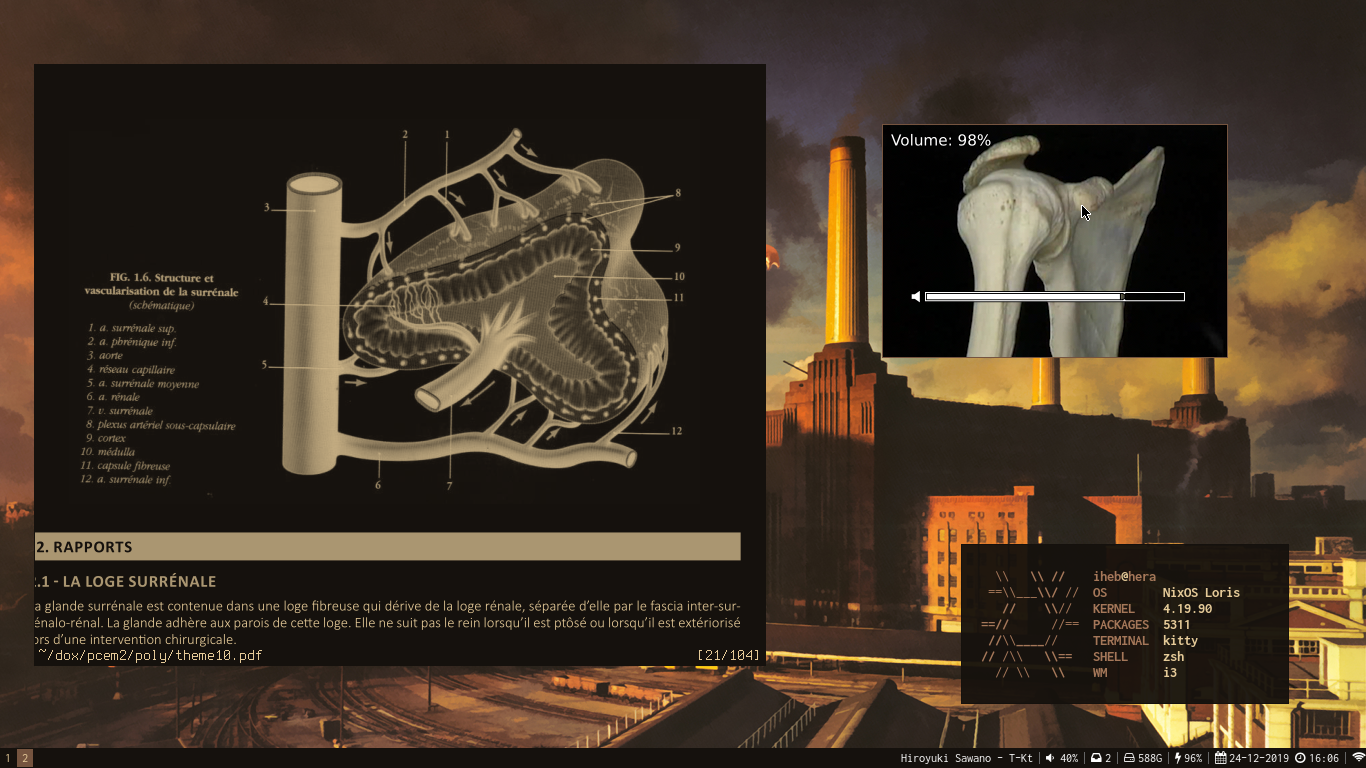 2
1
3
8
9
10
11
4
5
12
6
7
FIG. 1.6. Structure et
vascularisation de la surrénale
(schématique)
1. a. surrénale sup.
2. a. phrénique inf.
3. aorte
4. réseau capillaire
5. a. surrénale moyenne
6. a. rénale
7. v. surrénale
8. plexus artériel sous-capsulaire
9. cortex
10. médulla
11. capsule fibreuse
12. a. surrénale inf.
2. RAPPORTS
.1 - LA LOGE SURRÉNALE
a glande surrénale est contenue dans une loge fibreuse qui dérive de la loge rénale, séparée d'elle par le fascia inter-sur-
énalo-rénal. La glande adhère aux parois de cette loge. Elle ne suit pas le rein lorsqu'il est ptôsé ou lorsqu'il est extériorisé
ors d'une intervention chirurgicale.
~/dox/pcem2/poly/theme10.pdf [21/104]
Volume: 98%
iheb@hera
OS NixOS Loris
KERNEL 4.19.90
PACKAGES 5311
TERMINAL kitty
SHELL zsh
WM i3
1 2 Hiroyuki Sawano - T-Kt | 40% | 2 | 588G | 96% | 24-12-2019 16:06 |